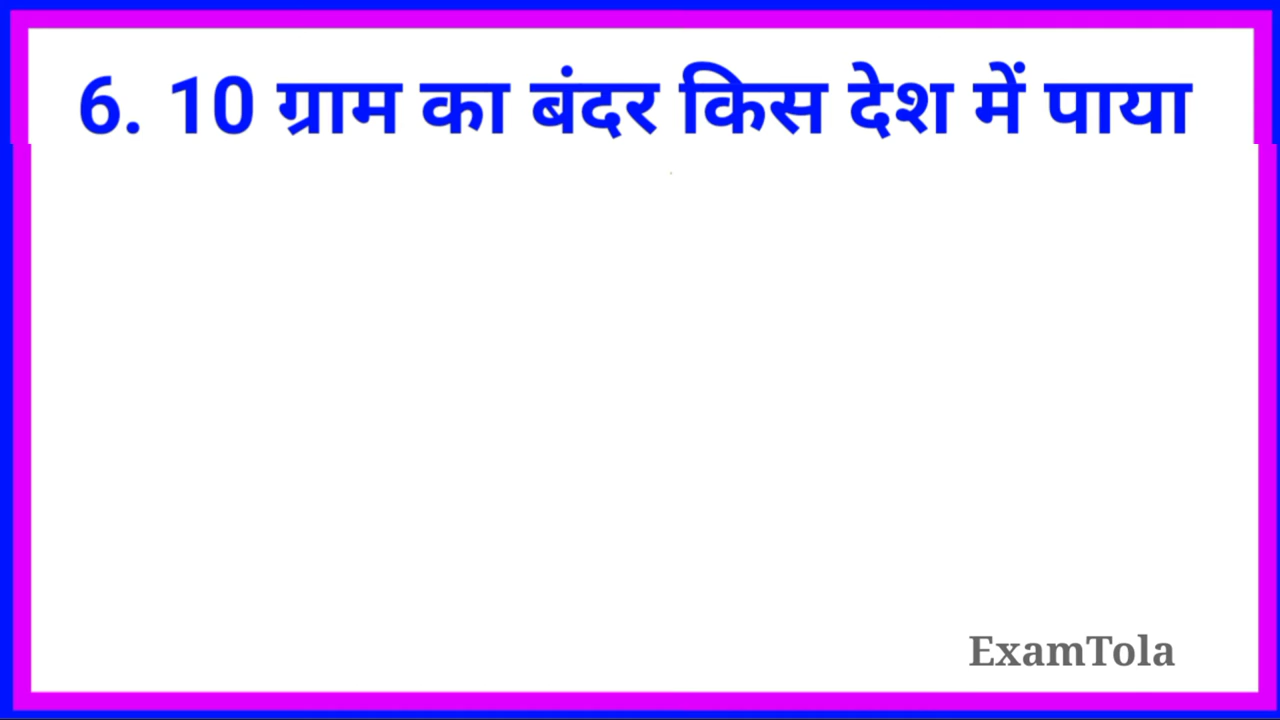 6. 10 ग्राम का बंदर किस देश में पाया
ExamTola